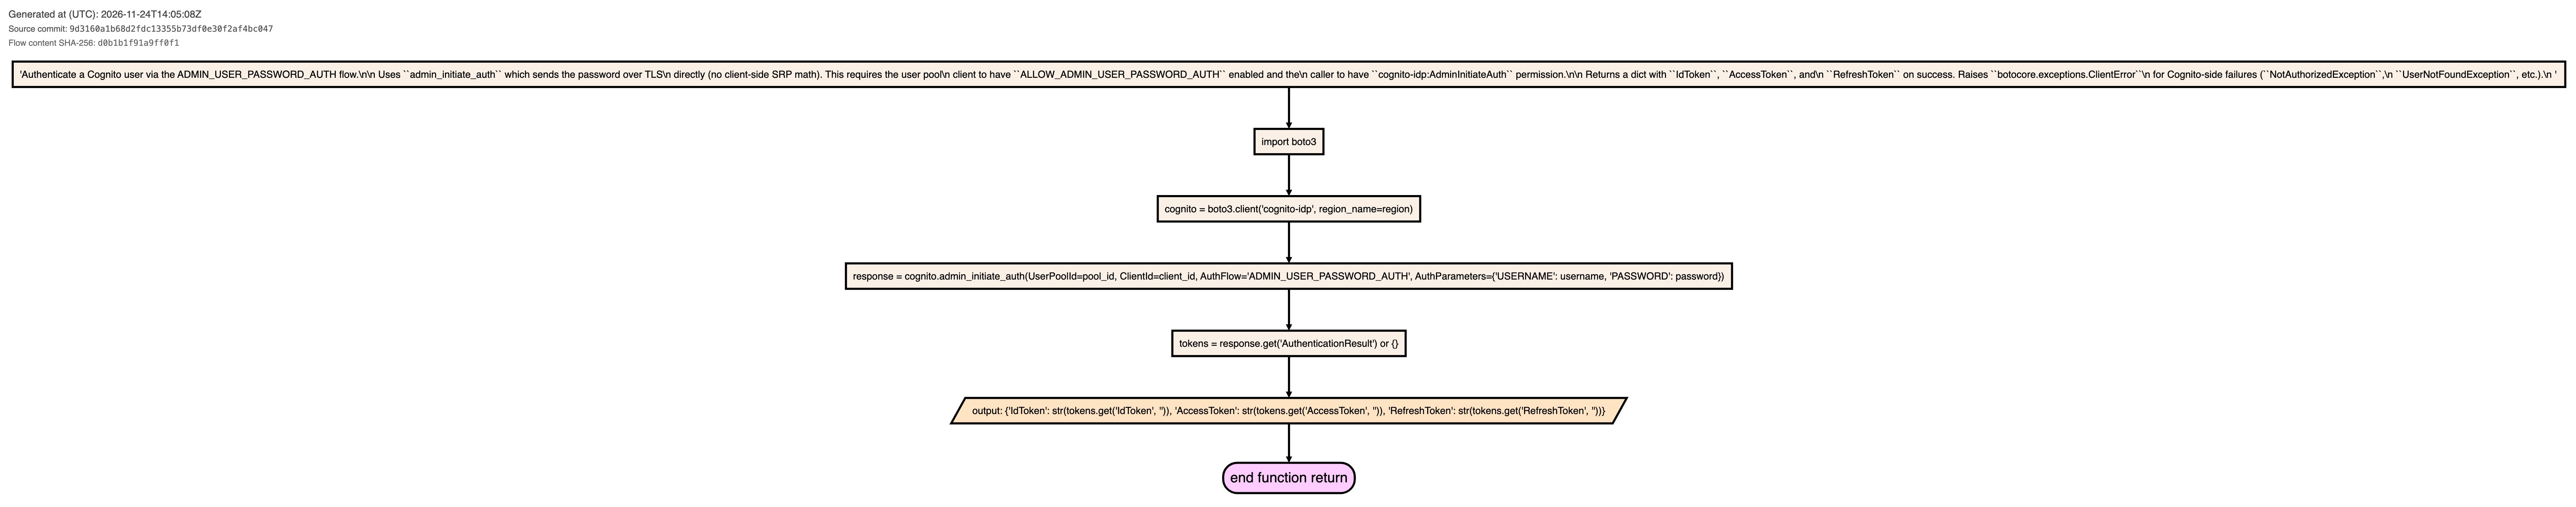 Generated at (UTC): 2026-11-24T14:05:08Z
Source commit: 9d3160a1b68d2fdc13355b73df0e30f2af4bc047
Flow content SHA-256: d0b1b1f91a9ff0f1
'Authenticate a Cognito user via the ADMIN_USER_PASSWORD_AUTH flow.\n\n Uses ``admin_initiate_auth`` which sends the password over TLS\n directly (no client-side SRP math). This requires the user pool\n client to have ``ALLOW_ADMIN_USER_PASSWORD_AUTH`` enabled and the\n caller to have ``cognito-idp:AdminInitiateAuth`` permission.\n\n Returns a dict with ``IdToken``, ``AccessToken``, and\n ``RefreshToken`` on success. Raises ``botocore.exceptions.ClientError``\n for Cognito-side failures (``NotAuthorizedException``,\n ``UserNotFoundException``, etc.).\n '
import boto3
cognito = boto3.client('cognito-idp', region_name=region)
response = cognito.admin_initiate_auth(UserPoolId=pool_id, ClientId=client_id, AuthFlow='ADMIN_USER_PASSWORD_AUTH', AuthParameters={'USERNAME': username, 'PASSWORD': password})
tokens = response.get('AuthenticationResult') or {}
output: {'IdToken': str(tokens.get('IdToken', '')), 'AccessToken': str(tokens.get('AccessToken', '')), 'RefreshToken': str(tokens.get('RefreshToken', ''))}
end function return